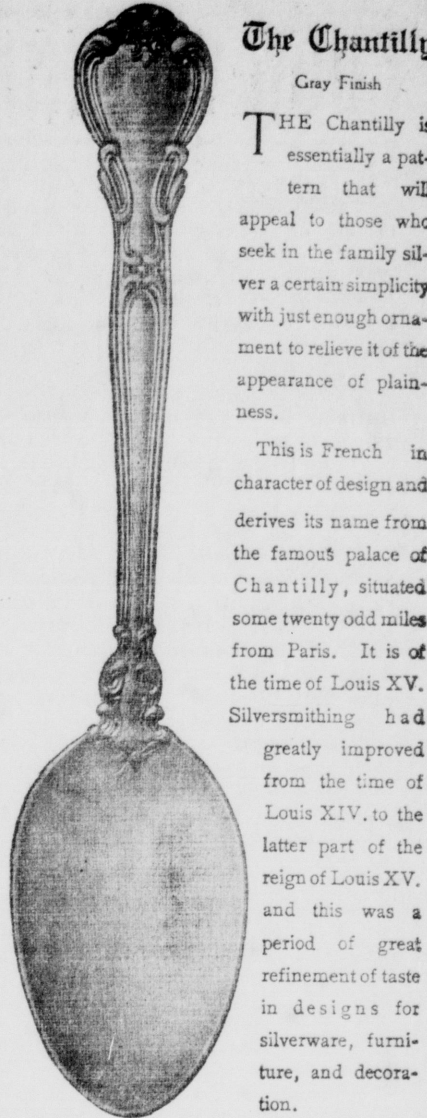 The Chantilly
Gray Finish
THE Chantilly is
essentially a pat-
tern that will
appeal to those who
seek in the family sil-
ver a certain simplicity
with just enough orna-
ment to relieve it of the
appearance of plain-
ness.
This is French in
character of design and
derives its name from
the famous palace of
Chantilly, situated
some twenty odd miles
from Paris. It is of
the time of Louis XV.
Silversmithing had
greatly improved
from the time of
Louis XIV. to the
latter part of the
reign of Louis XV.
and this was a
period of great
refinement of taste
in designs for
silverware, furni-
ture, and decora-
tion.